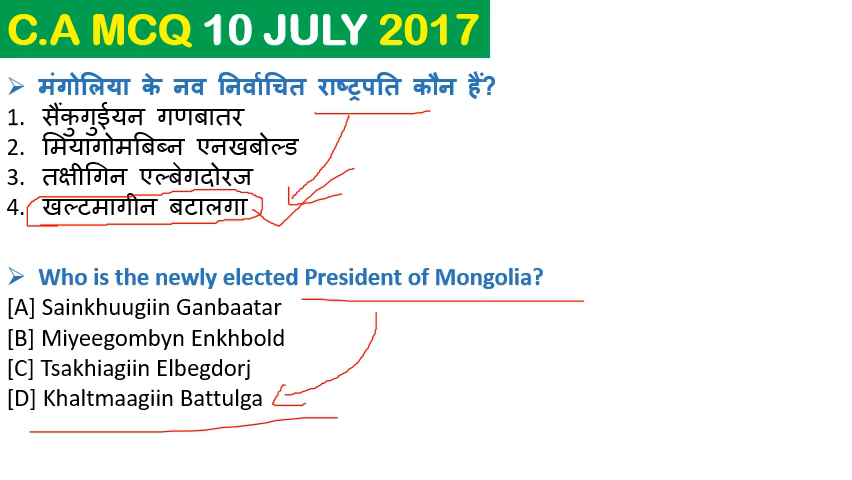 C.A MCQ 10 JULY 2017
➢ मंगोलिया के नव निर्वाचित राष्ट्रपति कौन हैं?
1. सैंकुगुईयन गणबातर
2. मियागोमबिब्न एनखबोल्ड
3. तक्षीगिन एल्बेगदोरज
4. खल्टमागीन बटालगा
➢ Who is the newly elected President of Mongolia?
[A] Sainkhuugiin Ganbaatar
[B] Miyeegombyn Enkhbold
[C] Tsakhiagiin Elbegdorj
[D] Khaltmaagiin Battulga